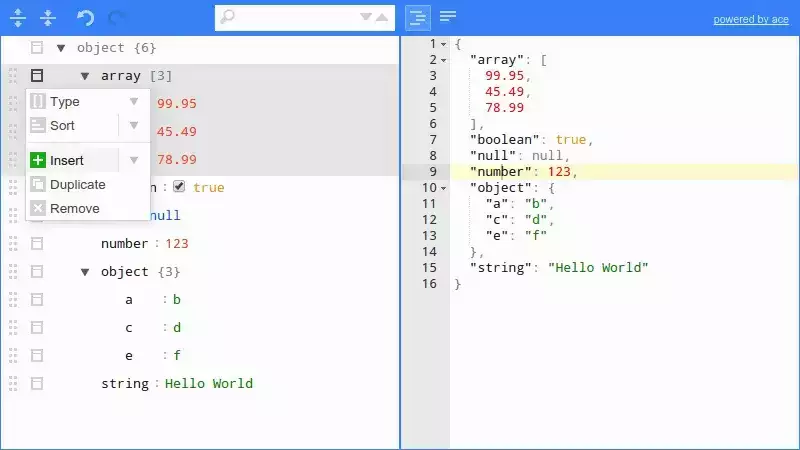 powered by ace
object {6}
array [3]
Type
99.95
Sort
45.49
Insert
78.99
Duplicate
n : true
Remove
null
number : 123
object {3}
a : b
c : d
e : f
string : Hello World
1 {
2 "array": [
3 99.95,
4 45.49,
5 78.99
6 ],
7 "boolean": true,
8 "null": null,
9 "number": 123,
10 "object": {
11 "a": "b",
12 "c": "d",
13 "e": "f"
14 },
15 "string": "Hello World"
16 }